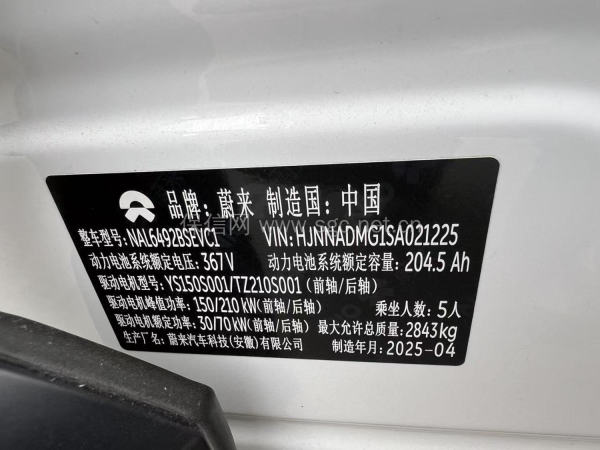 品牌: 蔚来 制造国: 中国
整车型号: NAL6492BSEVC1 VIN: HJNNADMG1SA021225
动力电池系统额定电压: 367 V 动力电池系统额定容量: 204.5 Ah
驱动电机型号: YS150S001/TZ210S001 (前轴/后轴)
驱动电机峰值功率: 150/210 kW (前轴/后轴) 乘坐人数: 5人
驱动电机额定功率: 30/70 kW (前轴/后轴) 最大允许总质量: 2843kg
生产厂名: 蔚来汽车科技(安徽)有限公司 制造年月: 2025-04